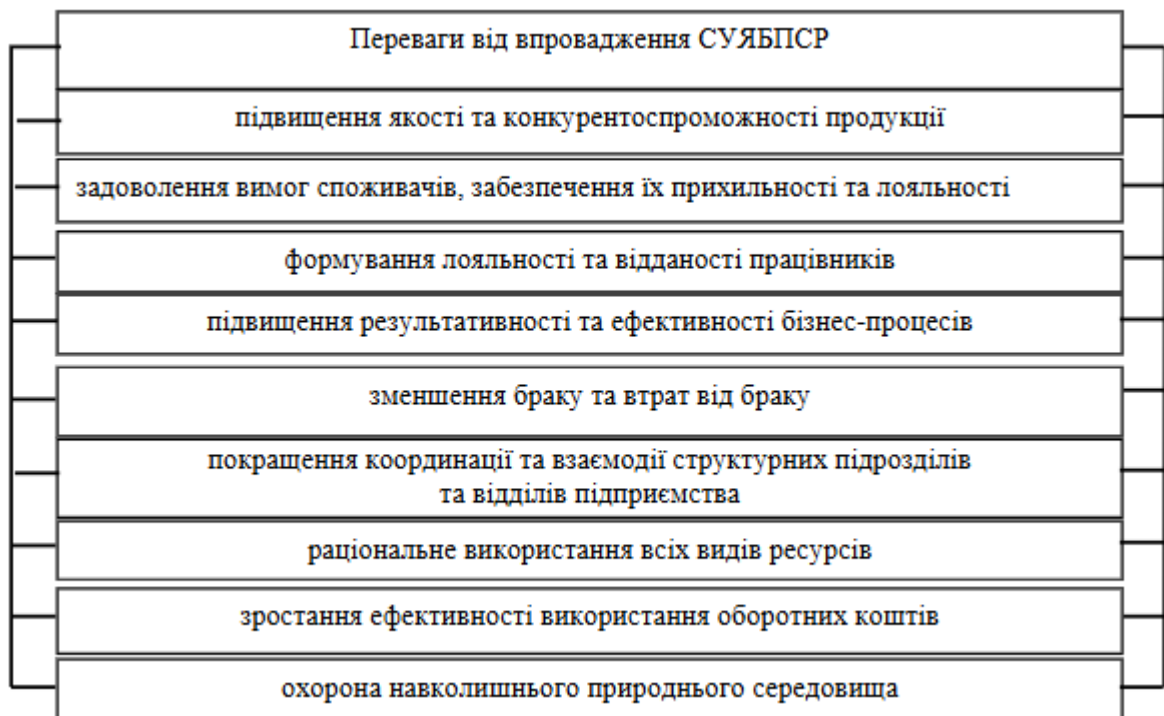 Переваги від впровадження СУЯБПСР
підвищення якості та конкурентоспроможності продукції
задоволення вимог споживачів, забезпечення їх прихильності та лояльності
формування лояльності та відданості працівників
підвищення результативності та ефективності бізнес-процесів
зменшення браку та втрат від браку
покращення координації та взаємодії структурних підрозділів
та відділів підприємства
раціональне використання всіх видів ресурсів
зростання ефективності використання оборотних коштів
охорона навколишнього природнього середовища